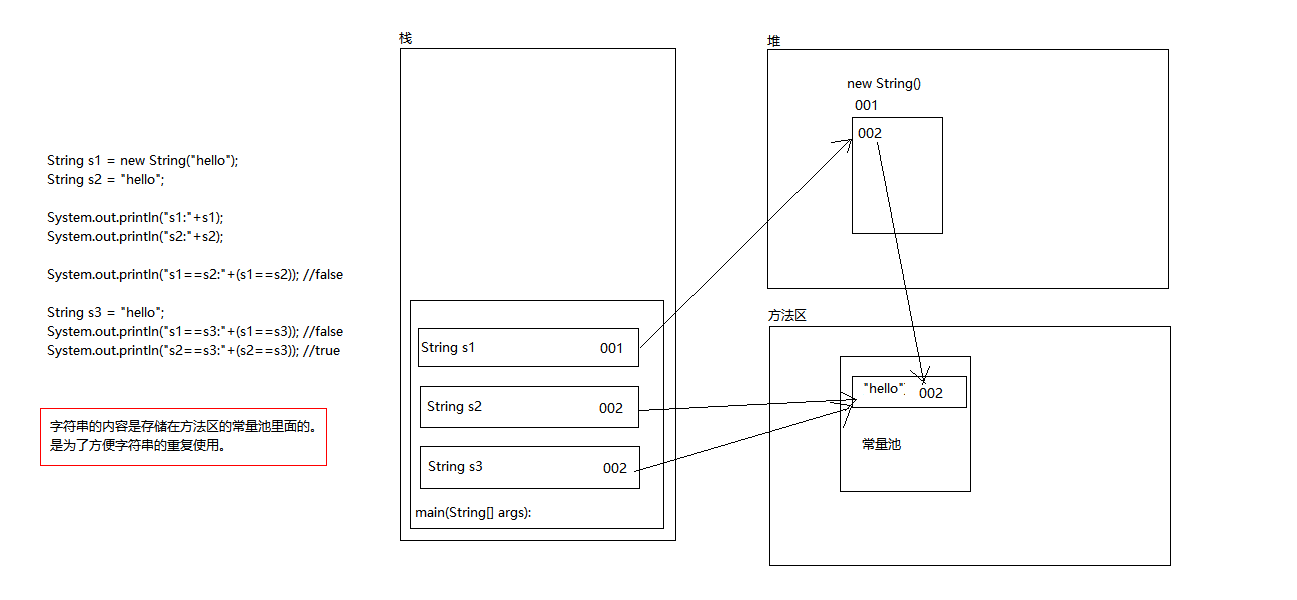 String s1 = new String("hello");
String s2 = "hello";
System.out.println("s1:"+s1);
System.out.println("s2:"+s2);
System.out.println("s1==s2:"+(s1==s2)); //false
String s3 = "hello";
System.out.println("s1==s3:"+(s1==s3)); //false
System.out.println("s2==s3:"+(s2==s3)); //true
字符串的内容是存储在方法区的常量池里面的。
是为了方便字符串的重复使用。
栈
String s1 001
String s2 002
String s3 002
main(String[] args):
堆
new String()
001
002
方法区
"hello" 002
常量池